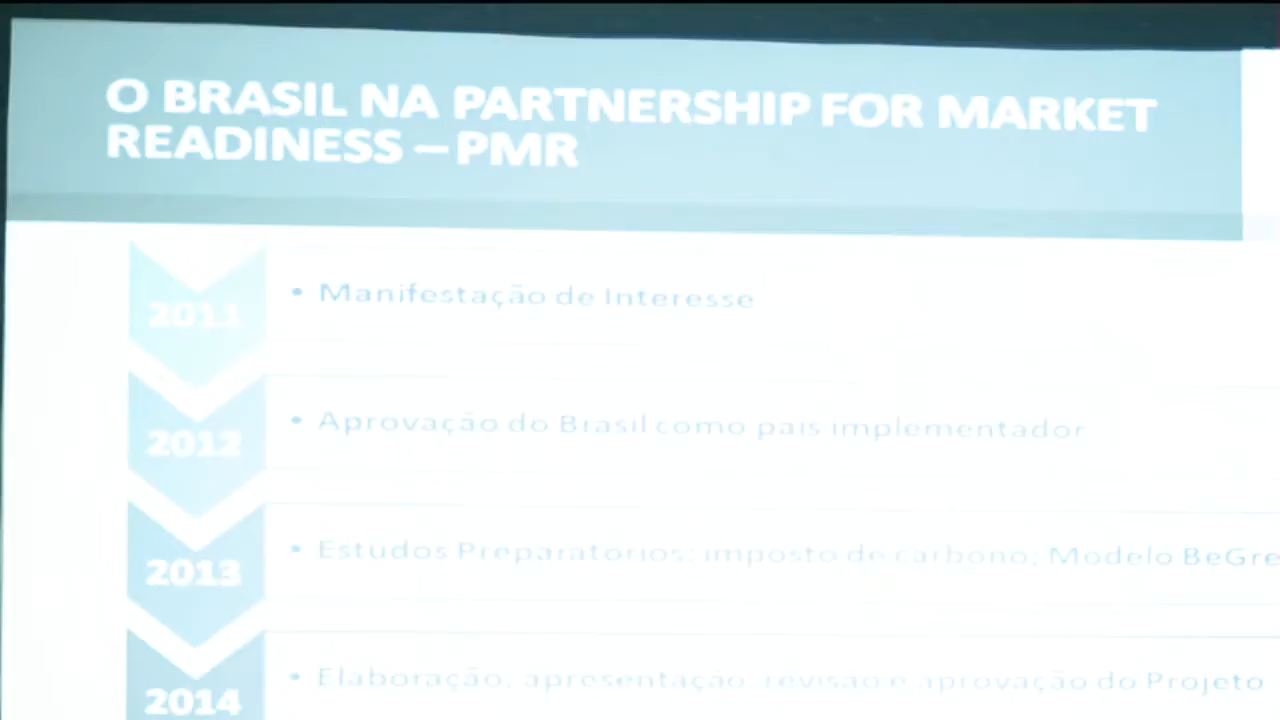 O BRASIL NA PARTNERSHIP FOR MARKET
READINESS – PMR
2011
• Manifestação de Interesse
2012
• Aprovação do Brasil como país implementador
2013
• Estudos Preparatórios: imposto de carbono; Modelo BeGre
2014
• Elaboração, apresentação, revisão e aprovação do Projeto